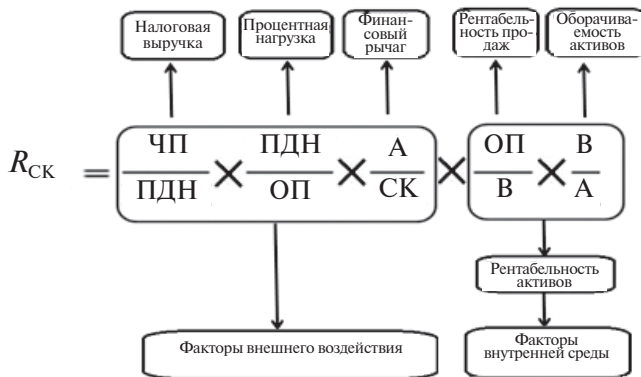 Налоговая
выручка
Процентная
нагрузка
Финан-
совый
рычаг
Рентабель-
ность про-
даж
Оборачива-
емость
активов
R_СК = ЧП/ПДН × ПДН/ОП × А/СК × ОП/В × В/А
Рентабельность
активов
Факторы внешнего воздействия
Факторы
внутренней среды